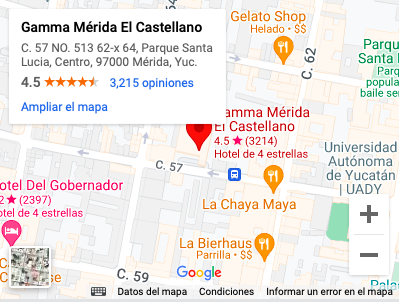 Gamma Mérida El Castellano
C. 57 NO. 513 62-x 64, Parque Santa
Lucia, Centro, 97000 Mérida, Yuc.
4.5 3,215 opiniones
Ampliar el mapa
Gelato Shop
Helado • $$
C. 62
Parque
Santa
Parque
popular
baile se
Gamma Mérida
El Castellano
4.5 ★ (3214)
Hotel de 4 estrellas
C. 57
Universidad
Autónoma
de Yucatán |
UADY
Hotel Del Gobernador
2 ★ (2397)
Hotel de 4 estrellas
La Chaya Maya
La Bierhaus
Parrilla • $$
C. 59
Google
Datos del mapa Condiciones Informar un error en el mapa